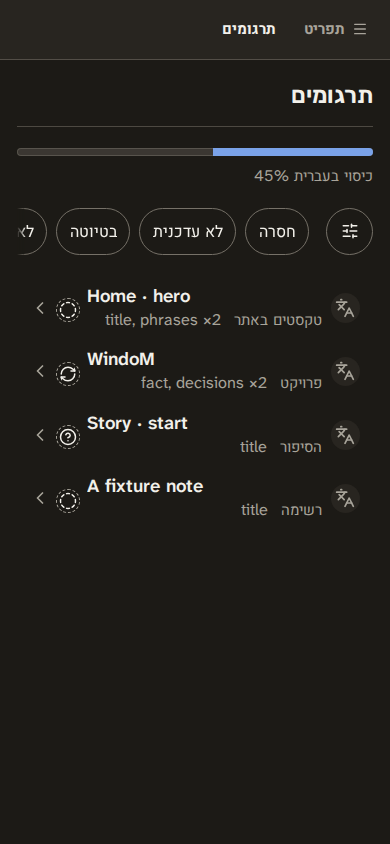 תפריט תרגומים
תרגומים
כיסוי בעברית 45%
חסרה
לא עדכנית
בטיוטה
לא
Home · hero
טקסטים באתר title, phrases ×2
WindoM
פרויקט fact, decisions ×2
Story · start
הסיפור title
A fixture note
רשימה title